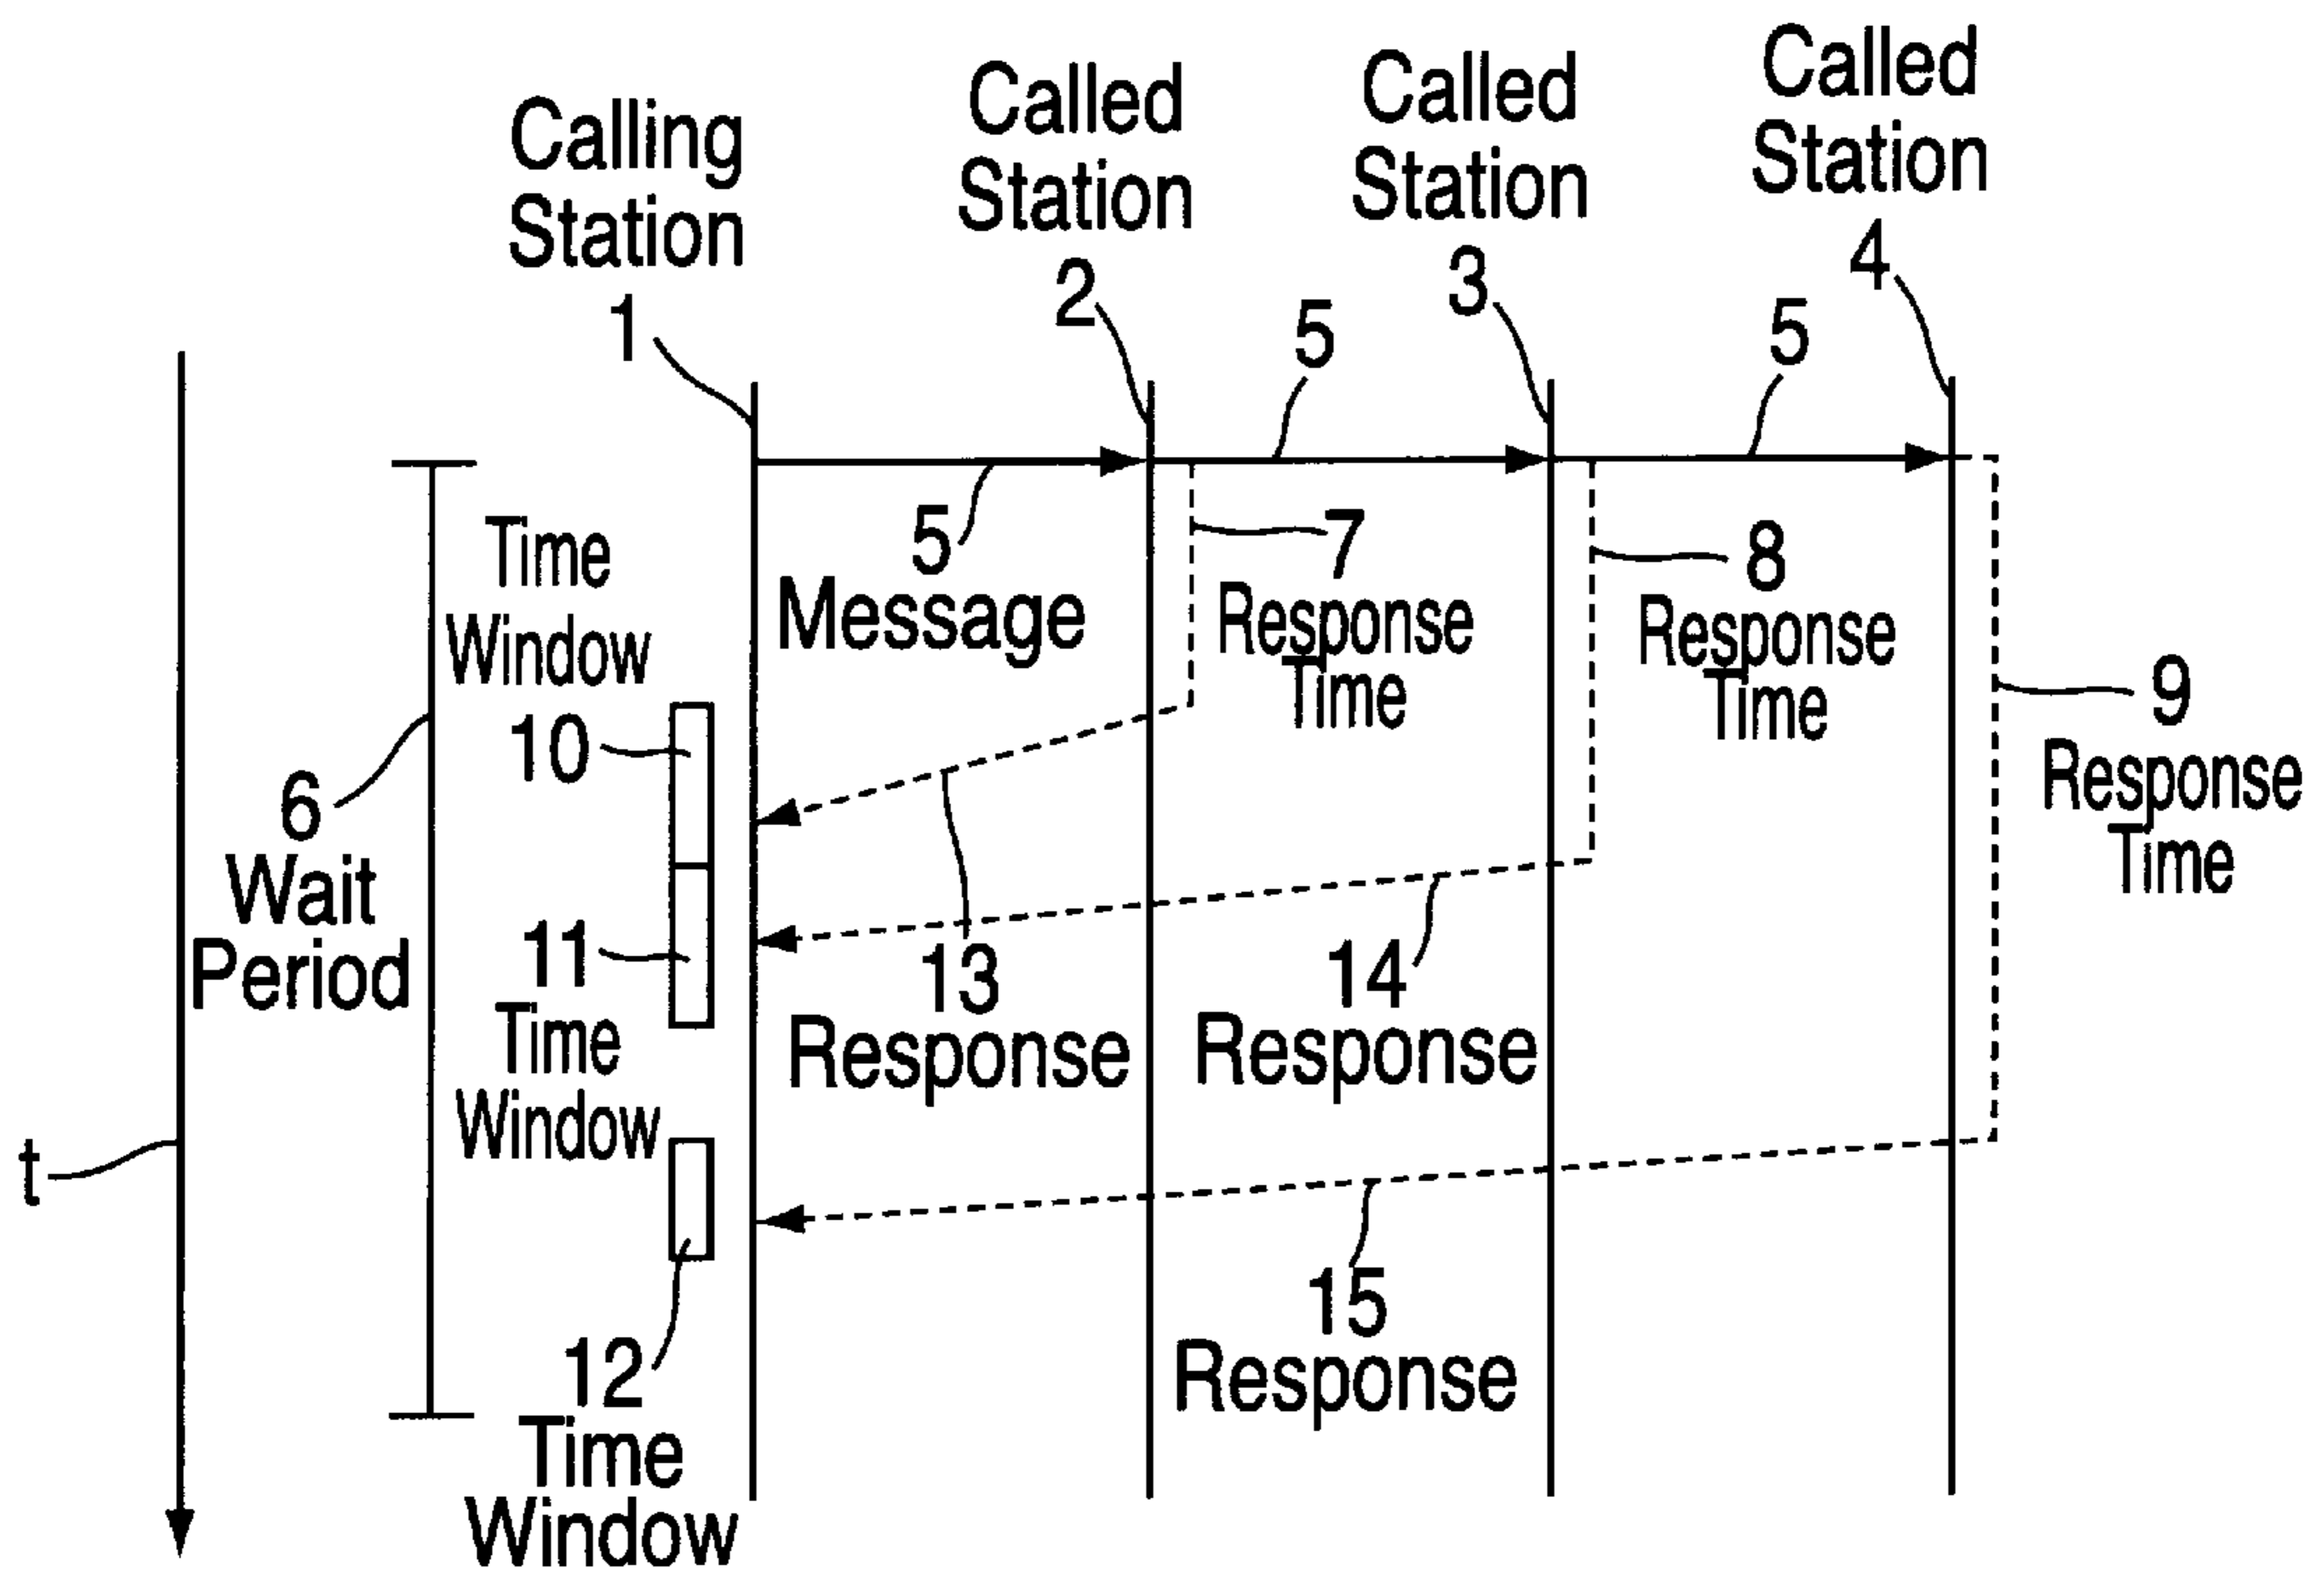 Calling
Station
1
Called
Station
2
Called
Station
3
Called
Station
4
5
5
5
Message
7
Response
Time
8
Response
Time
9
Response
Time
Time
Window
10
6
Wait
Period
11
Time
Window
13
Response
14
Response
t
12
Time
Window
15
Response